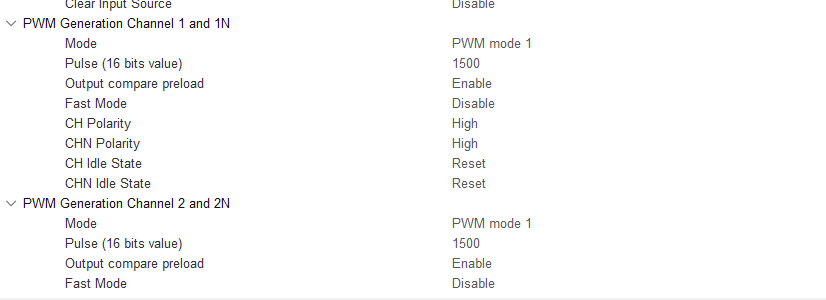 Clear Input Source Disable
PWM Generation Channel 1 and 1N
Mode PWM mode 1
Pulse (16 bits value) 1500
Output compare preload Enable
Fast Mode Disable
CH Polarity High
CHN Polarity High
CH Idle State Reset
CHN Idle State Reset
PWM Generation Channel 2 and 2N
Mode PWM mode 1
Pulse (16 bits value) 1500
Output compare preload Enable
Fast Mode Disable